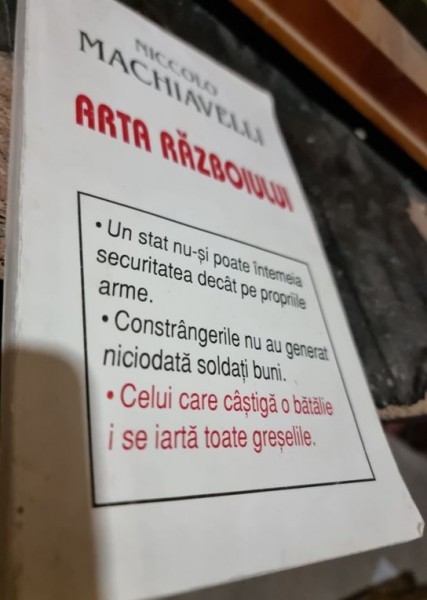 NICCOLO
MACHIAVELLI
ARTA RĂZBOIULUI
• Un stat nu-și poate întemeia
securitatea decât pe propriile
arme.
• Constrângerile nu au generat
niciodată soldați buni.
• Celui care câștigă o bătălie
i se iartă toate greșelile.